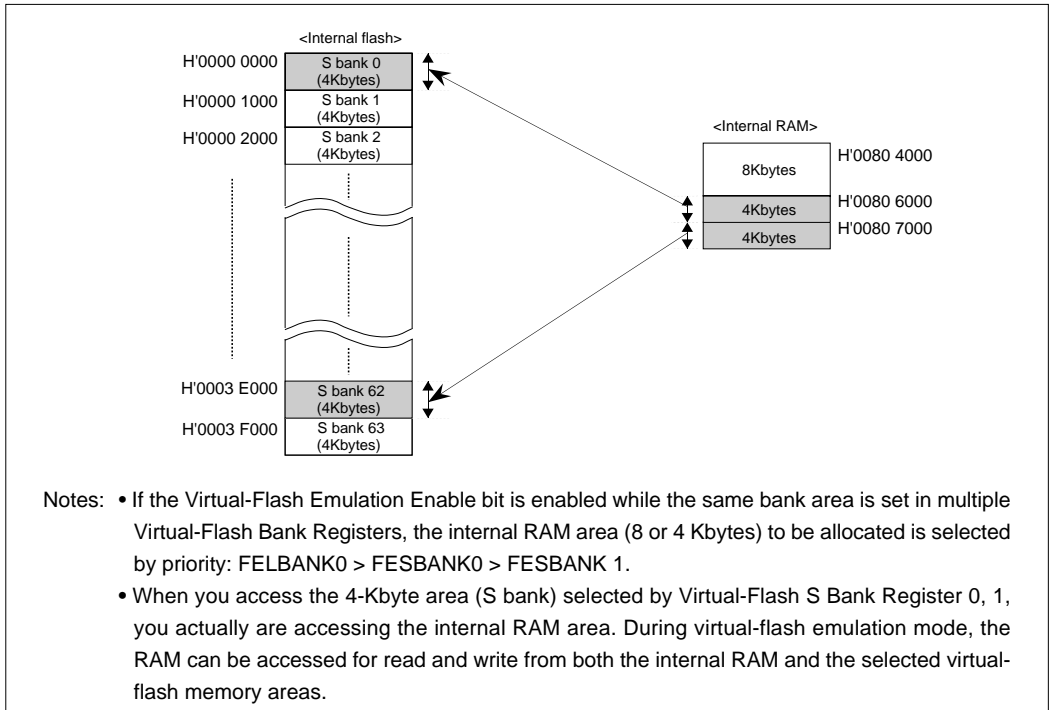 <Internal flash>
H'0000 0000
S bank 0
(4Kbytes)
H'0000 1000
S bank 1
(4Kbytes)
H'0000 2000
S bank 2
(4Kbytes)
<Internal RAM>
8Kbytes
H'0080 4000
4Kbytes
H'0080 6000
4Kbytes
H'0080 7000
H'0003 E000
S bank 62
(4Kbytes)
H'0003 F000
S bank 63
(4Kbytes)
Notes: • If the Virtual-Flash Emulation Enable bit is enabled while the same bank area is set in multiple
Virtual-Flash Bank Registers, the internal RAM area (8 or 4 Kbytes) to be allocated is selected
by priority: FELBANK0 > FESBANK0 > FESBANK 1.
• When you access the 4-Kbyte area (S bank) selected by Virtual-Flash S Bank Register 0, 1,
you actually are accessing the internal RAM area. During virtual-flash emulation mode, the
RAM can be accessed for read and write from both the internal RAM and the selected virtual-
flash memory areas.